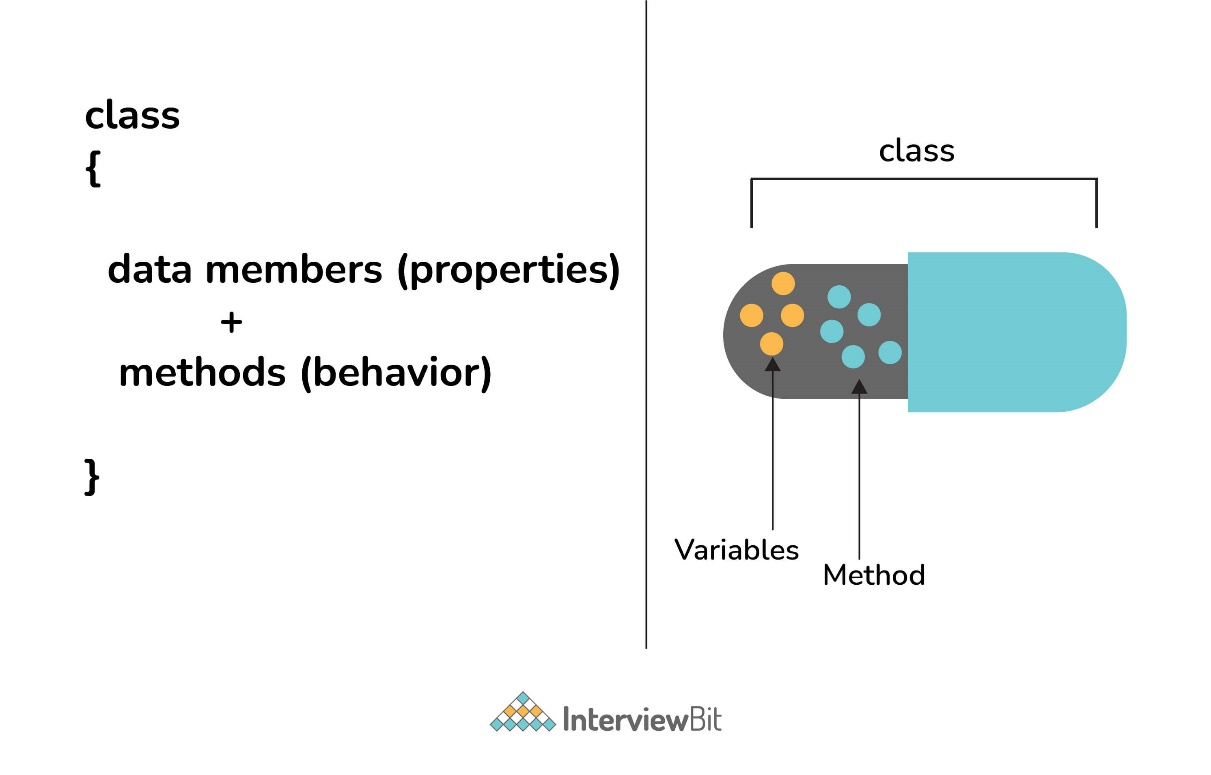 class
{
data members (properties)
+
methods (behavior)
}
class
Variables
Method
InterviewBit